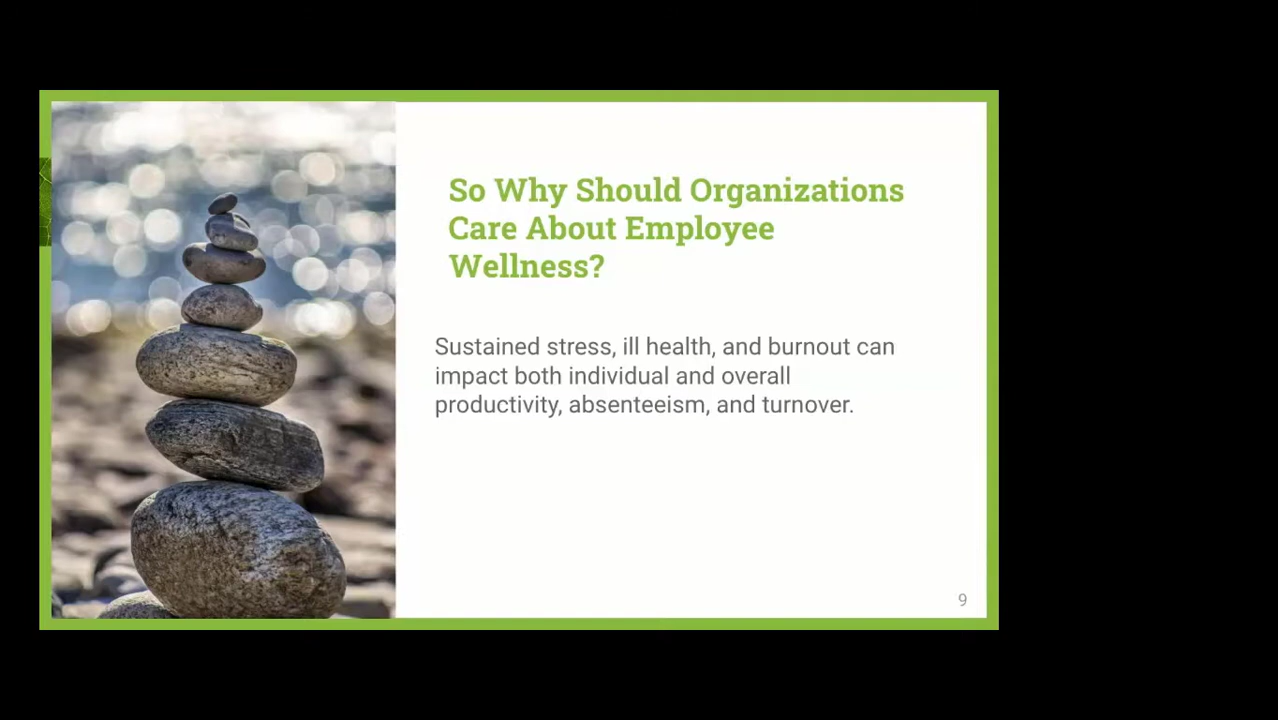 So Why Should Organizations
Care About Employee
Wellness?
Sustained stress, ill health, and burnout can
impact both individual and overall
productivity, absenteeism, and turnover.
9